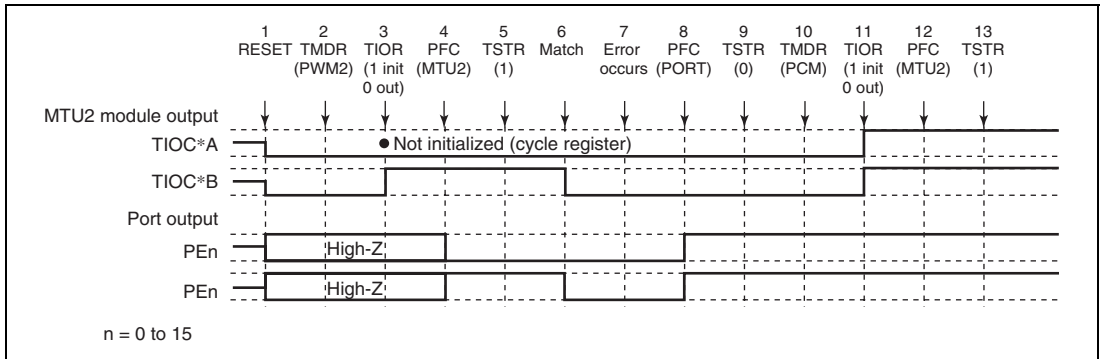 1 2 3 4 5 6 7 8 9 10 11 12 13
RESET TMDR TIOR PFC TSTR Match Error PFC TSTR TMDR TIOR PFC TSTR
(PWM2) (1 init (MTU2) (1) occurs (PORT) (0) (PCM) (1 init (MTU2) (1)
0 out) 0 out)
MTU2 module output
TIOC*A ● Not initialized (cycle register)
TIOC*B
Port output
PEn High-Z
PEn High-Z
n = 0 to 15